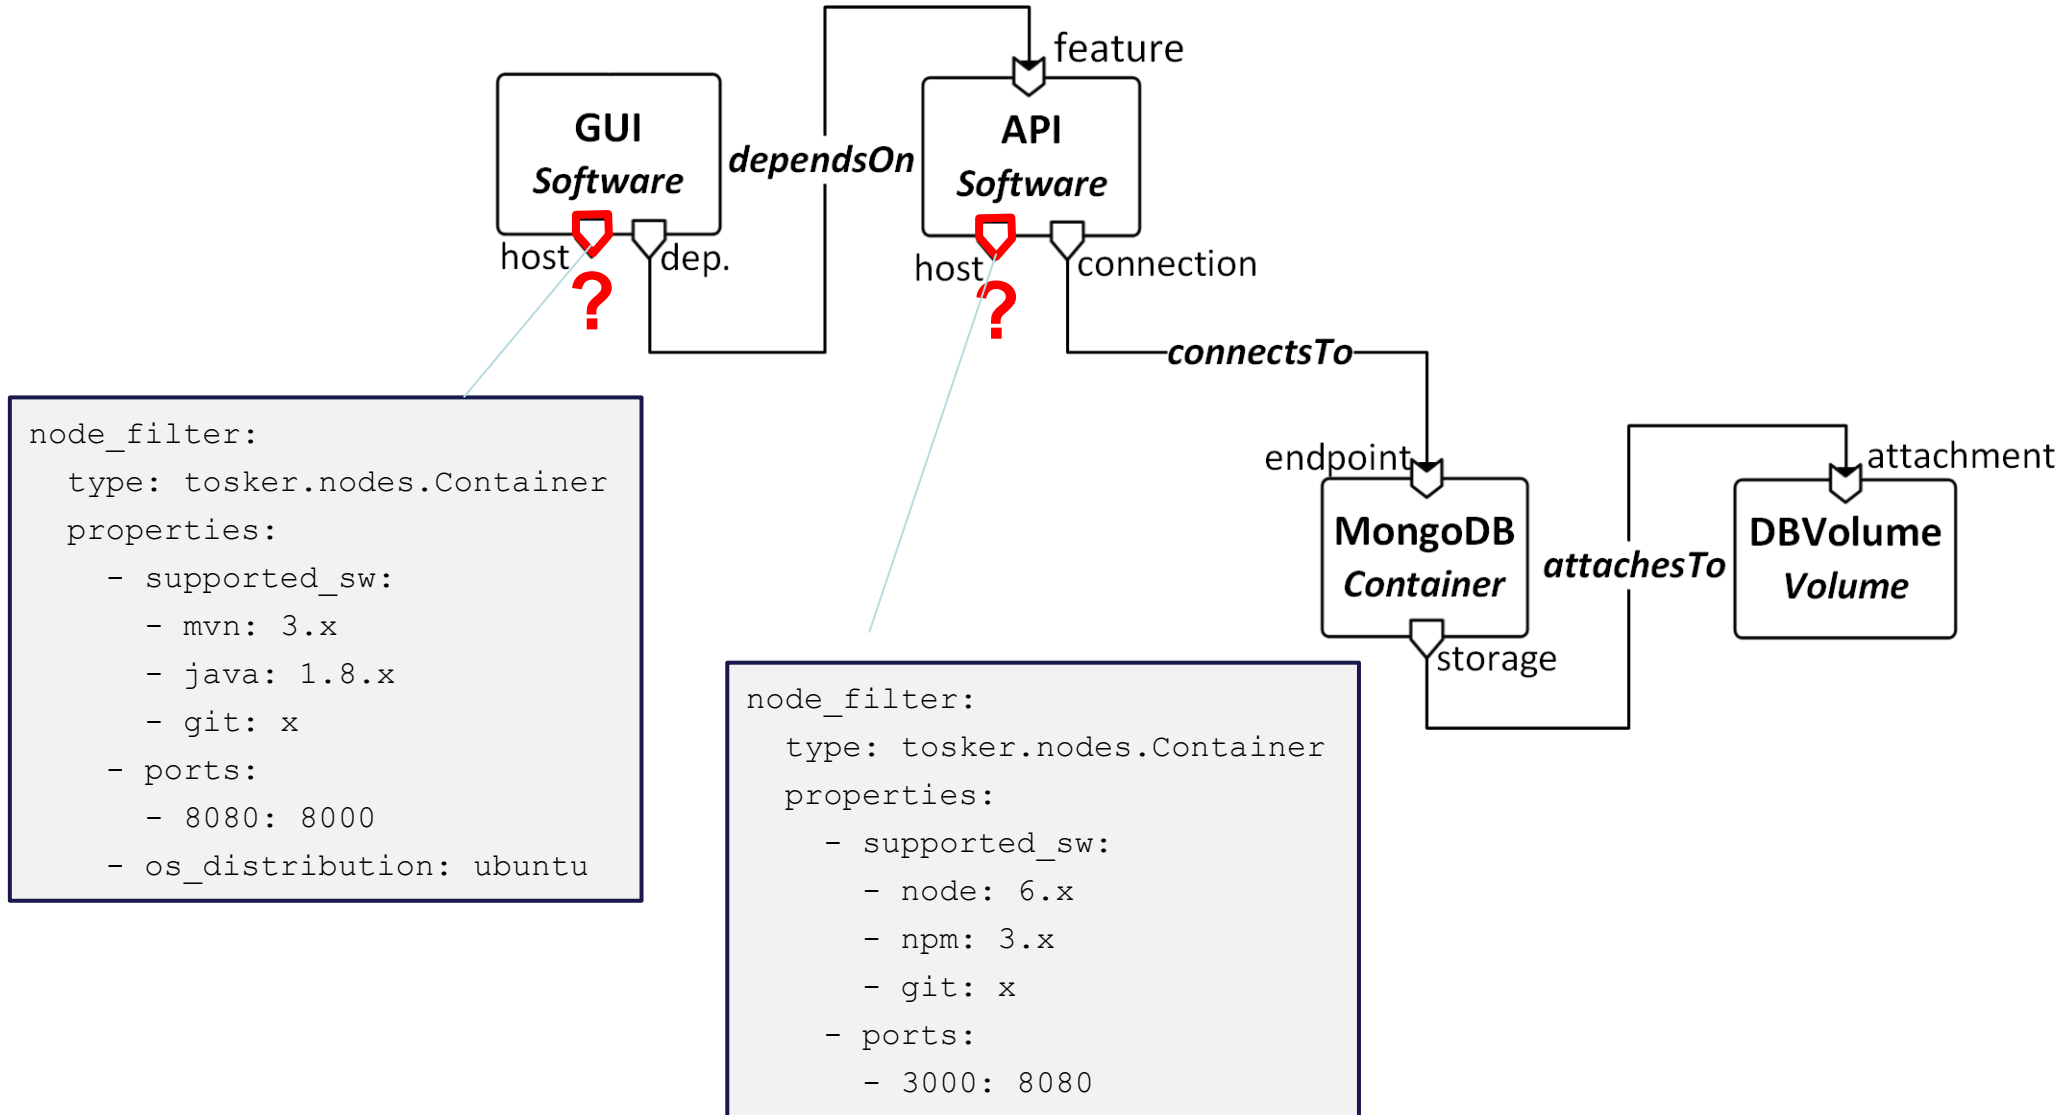 feature
GUI
Software
dependsOn
API
Software
host
dep.
host
connection
?
?
connectsTo
node_filter:
type: tosker.nodes.Container
properties:
- supported_sw:
- mvn: 3.x
- java: 1.8.x
- git: x
- ports:
- 8080: 8000
- os_distribution: ubuntu
endpoint
attachment
MongoDB
Container
attachesTo
DBVolume
Volume
storage
node_filter:
type: tosker.nodes.Container
properties:
- supported_sw:
- node: 6.x
- npm: 3.x
- git: x
- ports:
- 3000: 8080